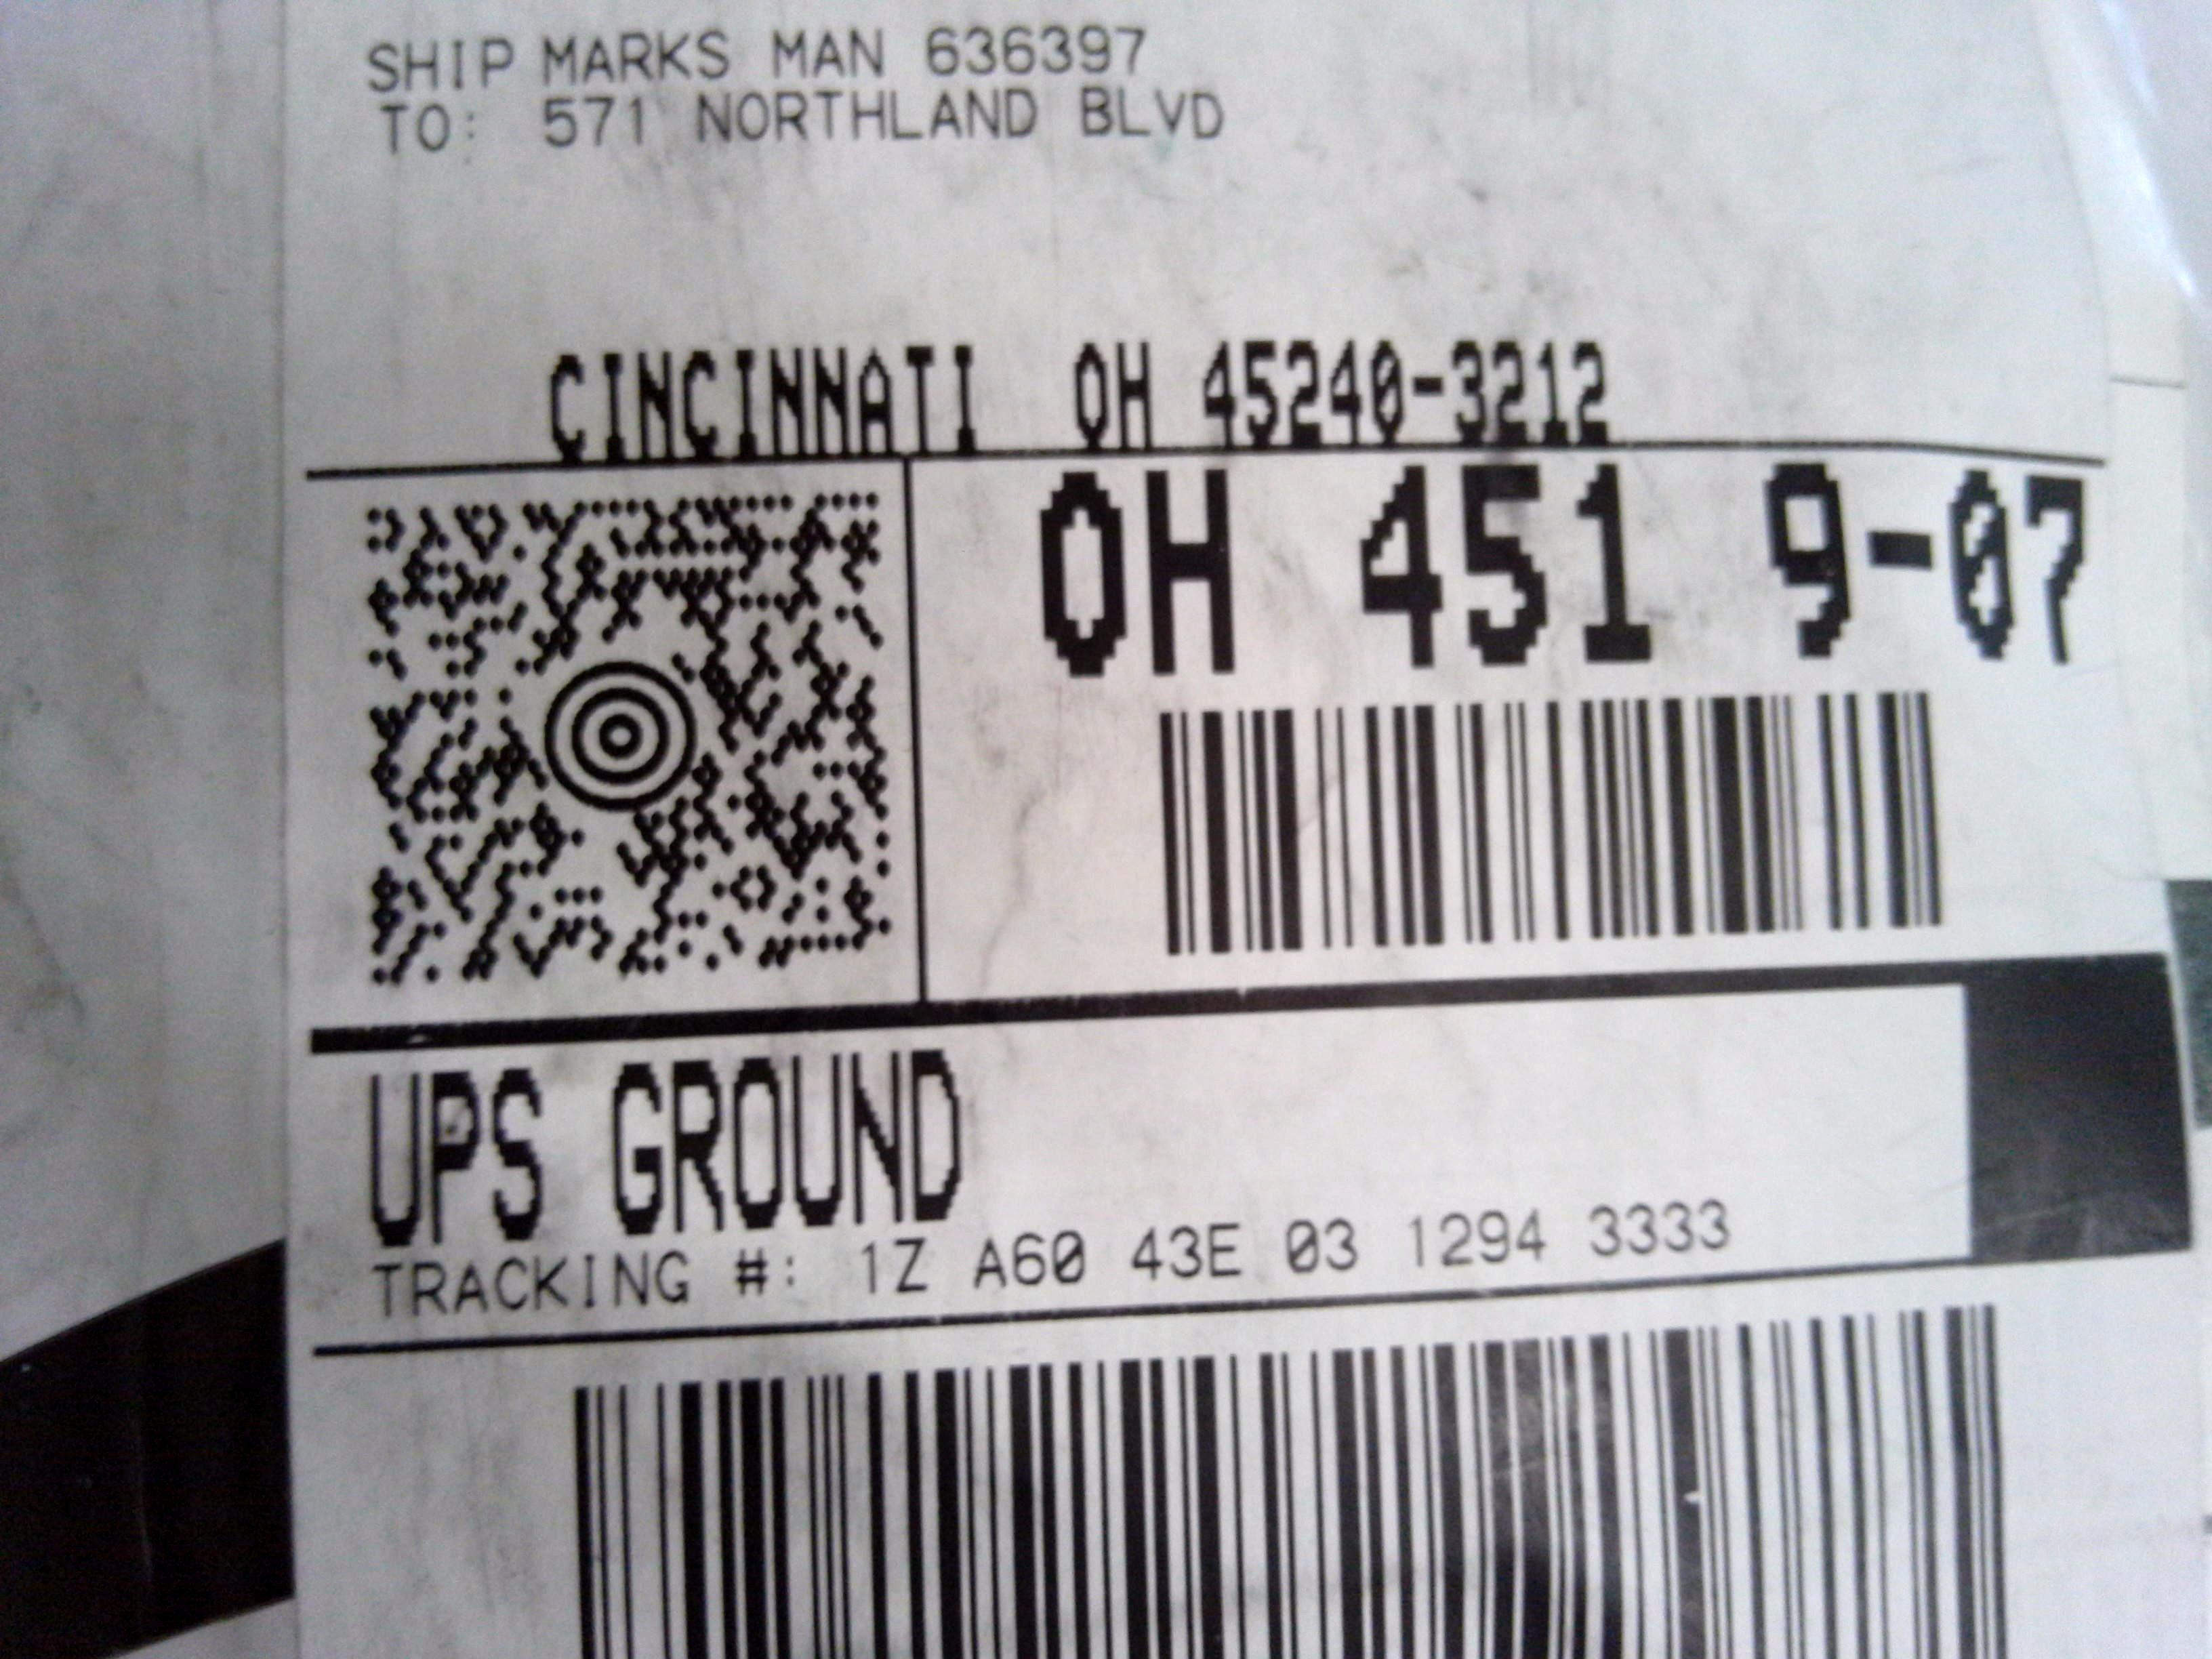 SHIP MARKS MAN 636397
TO: 571 NORTHLAND BLVD
CINCINNATI OH 45240-3212
OH 451 9-07
UPS GROUND
TRACKING #: 1Z A60 43E 03 1294 3333